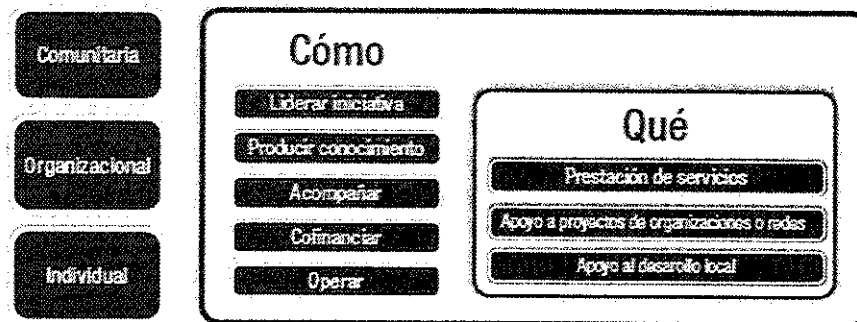 Comunitaria
Organizacional
Individual
Cómo
Liderar iniciativa
Producir conocimiento
Acompañar
Cofinanciar
Operar
Qué
Prestación de servicios
Apoyo a proyectos de organizaciones o redes
Apoyo al desarollo local